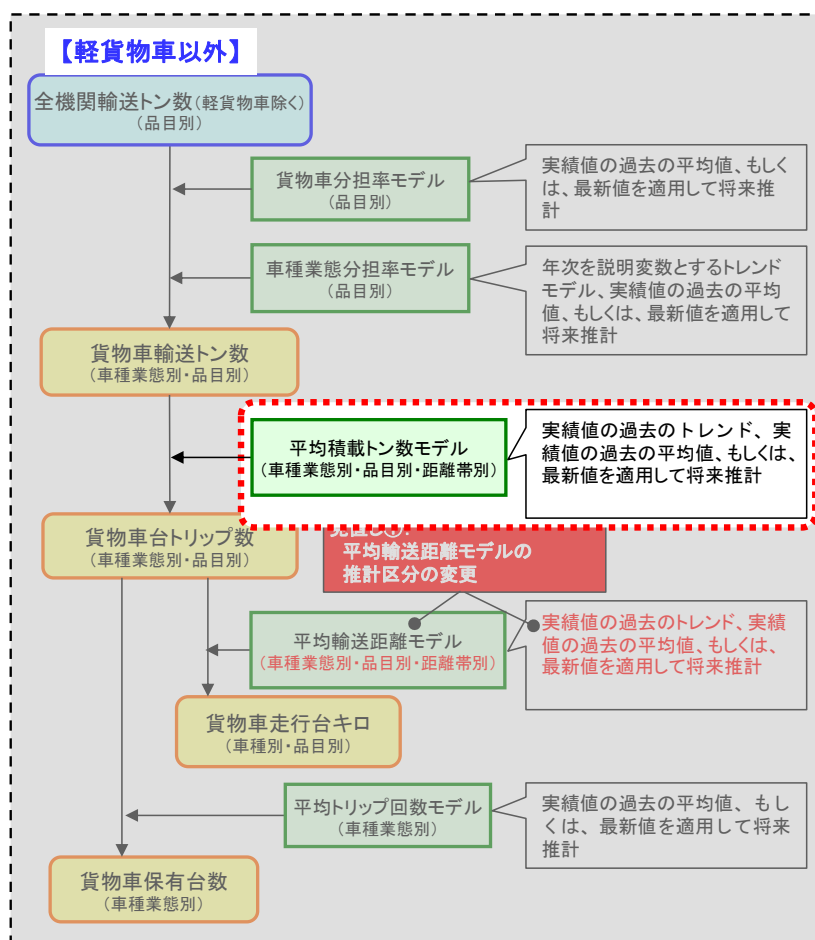 【軽貨物車以外】
全機関輸送トン数(軽貨物車除く)
(品目別)
貨物車分担率モデル
(品目別)
実績値の過去の平均値、もしく
は、最新値を適用して将来推
計
車種業態分担率モデル
(品目別)
年次を説明変数とするトレンド
モデル、実績値の過去の平均
値、もしくは、最新値を適用して
将来推計
貨物車輸送トン数
(車種業態別・品目別)
平均積載トン数モデル
(車種業態別・品目別・距離帯別)
実績値の過去のトレンド、実
績値の過去の平均値、もしくは、
最新値を適用して将来推計
貨物車台トリップ数
(車種業態別・品目別)
平均輸送距離モデルの
推計区分の変更
平均輸送距離モデル
(車種業態別・品目別・距離帯別)
実績値の過去のトレンド、実績
値の過去の平均値、もしくは、
最新値を適用して将来推計
貨物車走行台キロ
(車種別・品目別)
平均トリップ回数モデル
(車種業態別)
実績値の過去の平均値、もし
くは、最新値を適用して将来
推計
貨物車保有台数
(車種業態別)